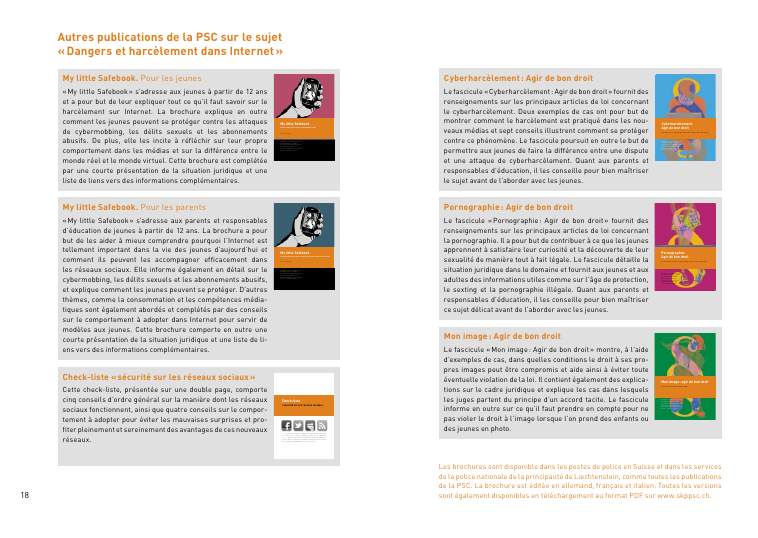 Autres publications de la PSC sur le sujet
« Dangers et harcèlement dans Internet »
My little Safebook. Pour les jeunes
« My little Safebook » s'adresse aux jeunes à partir de 12 ans
et a pour but de leur expliquer tout ce qu'il faut savoir sur le
harcèlement sur Internet. La brochure explique en outre
comment les jeunes peuvent se protéger contre les attaques
de cybermobbing, les délits sexuels et les abonnements
abusifs. De plus, elle les incite à réfléchir sur leur propre
comportement dans les médias et sur la différence entre le
monde réel et le monde virtuel. Cette brochure est complétée
par une courte présentation de la situation juridique et une
liste de liens vers des informations complémentaires.
My little Safebook
My little Safebook. Pour les parents
« My little Safebook » s'adresse aux parents et responsables
d'éducation de jeunes à partir de 12 ans. La brochure a pour
but de les aider à mieux comprendre pourquoi l'Internet est
tellement important dans la vie des jeunes d'aujourd'hui et
comment ils peuvent les accompagner efficacement dans
les réseaux sociaux. Elle informe également en détail sur le
cybermobbing, les délits sexuels et les abonnements abusifs,
et explique comment les jeunes peuvent se protéger. D'autres
thèmes, comme la consommation et les compétences média-
tiques sont également abordés et complétés par des conseils
sur le comportement à adopter dans Internet pour servir de
modèles aux jeunes. Cette brochure comporte en outre une
courte présentation de la situation juridique et une liste de li-
ens vers des informations complémentaires.
My little Safebook
Check-liste « sécurité sur les réseaux sociaux »
Cette check-liste, présentée sur une double page, comporte
cinq conseils d'ordre général sur la manière dont les réseaux
sociaux fonctionnent, ainsi que quatre conseils sur le compor-
tement à adopter pour éviter les mauvaises surprises et pro-
fiter pleinement et sereinement des avantages de ces nouveaux
réseaux.
Check-liste
18
Cyberharcèlement : Agir de bon droit
Le fascicule « Cyberharcèlement : Agir de bon droit » fournit des
renseignements sur les principaux articles de loi concernant
le cyberharcèlement. Deux exemples de cas ont pour but de
montrer comment le harcèlement est pratiqué dans les nou-
veaux médias et sept conseils illustrent comment se protéger
contre ce phénomène. Le fascicule poursuit en outre le but de
permettre aux jeunes de faire la différence entre une dispute
et une attaque de cyberharcèlement. Quant aux parents et
responsables d'éducation, il les conseille pour bien maîtriser
le sujet avant de l'aborder avec les jeunes.
Cyberharcèlement :
Agir de bon droit
Pornographie : Agir de bon droit
Le fascicule « Pornographie : Agir de bon droit » fournit des
renseignements sur les principaux articles de loi concernant
la pornographie. Il a pour but de contribuer à ce que les jeunes
apprennent à satisfaire leur curiosité et la découverte de leur
sexualité de manière tout à fait légale. Le fascicule détaille la
situation juridique dans le domaine et fournit aux jeunes et aux
adultes des informations utiles comme sur l'âge de protection,
le sexting et la pornographie illégale. Quant aux parents et
responsables d'éducation, il les conseille pour bien maîtriser
ce sujet délicat avant de l'aborder avec les jeunes.
Pornographie :
Agir de bon droit
Mon image : Agir de bon droit
Le fascicule « Mon image : Agir de bon droit » montre, à l'aide
d'exemples de cas, dans quelles conditions le droit à ses pro-
pres images peut être compromis et aide ainsi à éviter toute
éventuelle violation de la loi. Il contient également des explica-
tions sur le cadre juridique et explique les cas dans lesquels
les juges partent du principe d'un accord tacite. Le fascicule
informe en outre sur ce qu'il faut prendre en compte pour ne
pas violer le droit à l'image lorsque l'on prend des enfants ou
des jeunes en photo.
Mon image : Agir de bon droit
Les brochures sont disponible dans les postes de police en Suisse et dans les services
de la police nationale de la principauté de Liechtenstein, comme toutes les publications
de la PSC. La brochure est éditée en allemand, français et italien. Toutes les versions
sont également disponibles en téléchargement au format PDF sur www.skppsc.ch.